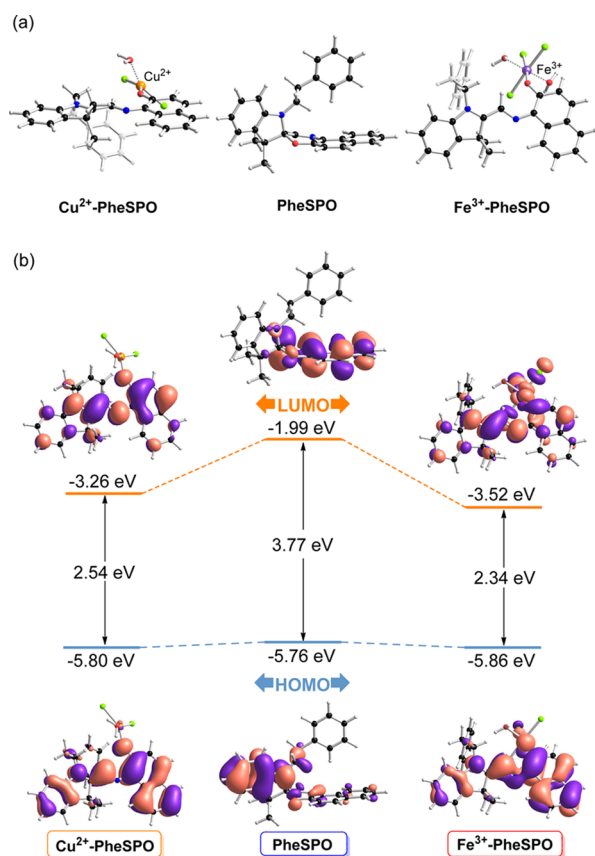 (a)
Cu²⁺
Fe³⁺
Cu²⁺-PheSPO PheSPO Fe³⁺-PheSPO
(b)
LUMO
-1.99 eV
-3.26 eV
-3.52 eV
3.77 eV
2.54 eV
2.34 eV
-5.80 eV
-5.76 eV
-5.86 eV
HOMO
Cu²⁺-PheSPO PheSPO Fe³⁺-PheSPO